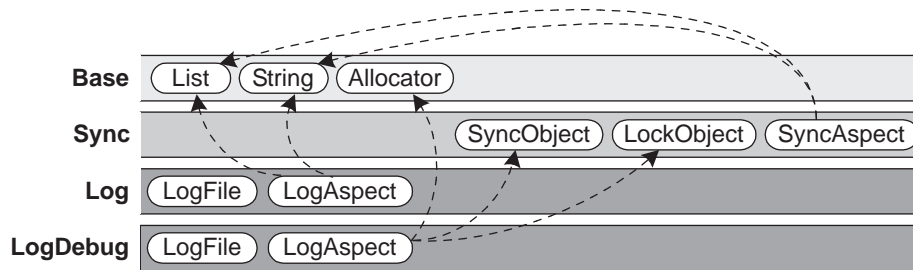 Base List String Allocator
Sync SyncObject LockObject SyncAspect
Log LogFile LogAspect
LogDebug LogFile LogAspect